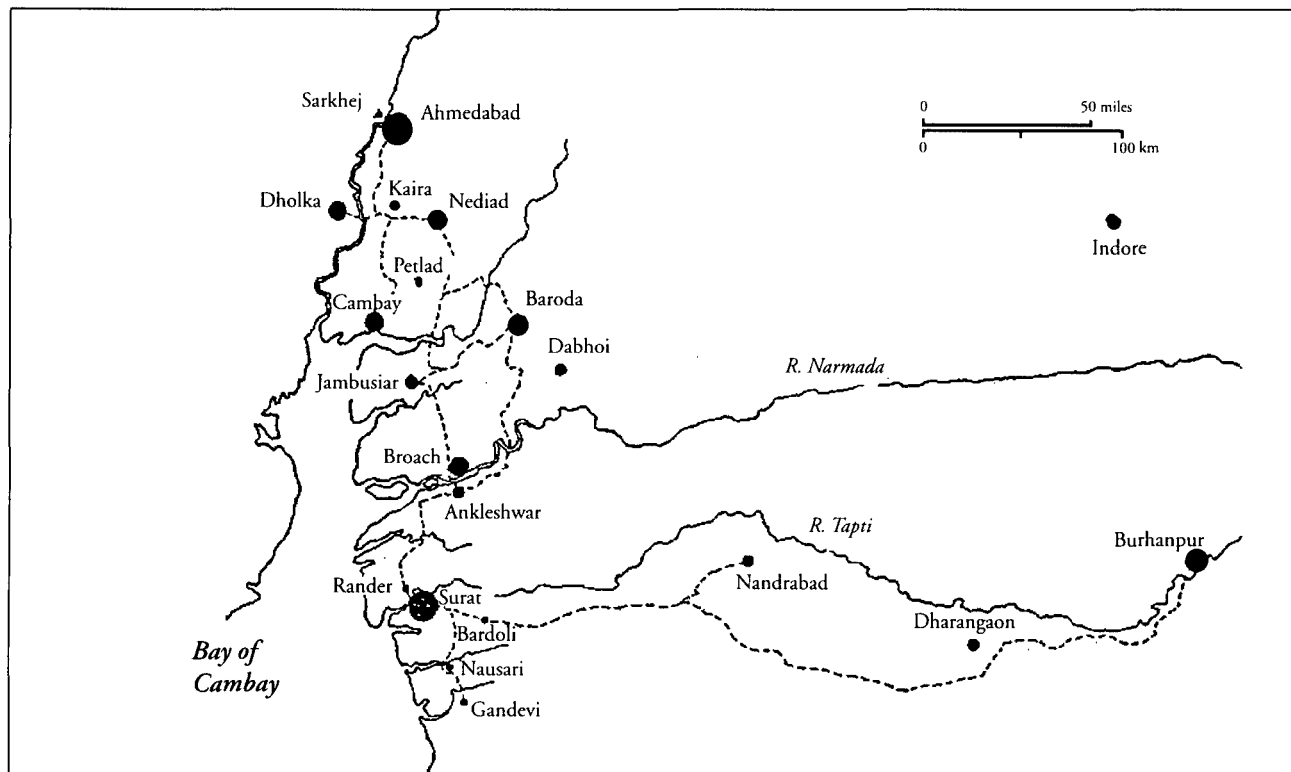 Sarkhej
Ahmedabad
0 50 miles
0 100 km
Dholka
Kaira
Nediad
Indore
Petlad
Cambay
Baroda
Dabhoi
R. Narmada
Jambusiar
Broach
Ankleshwar
R. Tapti
Burhanpur
Rander
Surat
Nandrabad
Bardoli
Dharangaon
Bay of
Cambay
Nausari
Gandevi